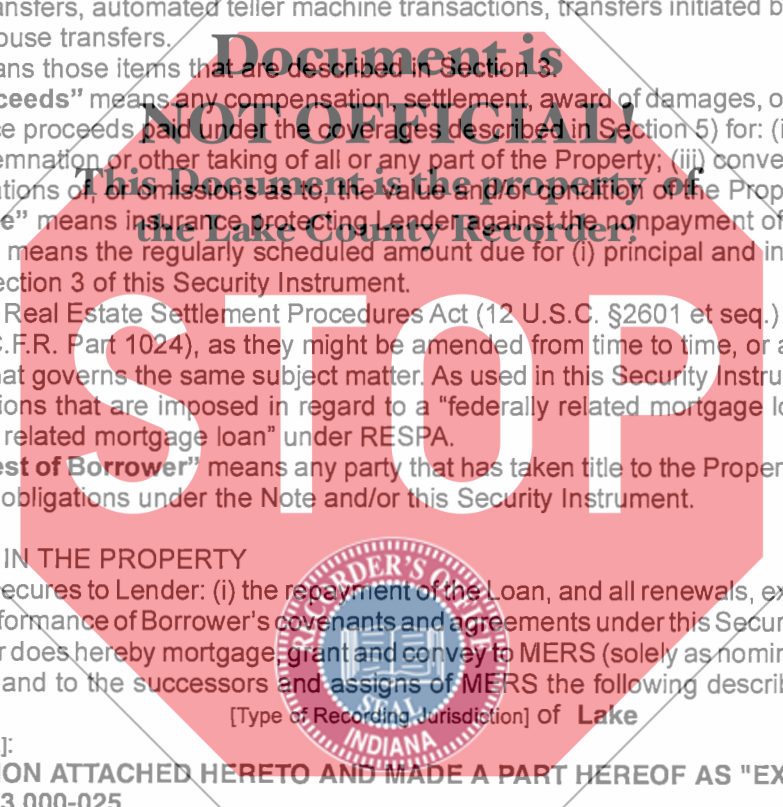 ansfers, automated teller machine transactions, transfers initiated b
ouse transfers.
Document is
ans those items that are described in Section 3.
ceeds” means any compensation, settlement, award of damages, o
NOT OFFICIAL!
e proceeds paid under the coverages described in Section 5) for: (i
emnation or other taking of all or any part of the Property; (iii) conve
This Document is the property of
ations of, or omissions as to, the value and/or condition of the Prop
e” means insurance protecting Lender against the nonpayment of
the Lake County Recorder!
means the regularly scheduled amount due for (i) principal and in
ection 3 of this Security Instrument.
Real Estate Settlement Procedures Act (12 U.S.C. §2601 et seq.)
C.F.R. Part 1024), as they might be amended from time to time, or a
at governs the same subject matter. As used in this Security Instru
STOP
ions that are imposed in regard to a “federally related mortgage lo
related mortgage loan” under RESPA.
est of Borrower” means any party that has taken title to the Proper
obligations under the Note and/or this Security Instrument.
IN THE PROPERTY
ecures to Lender: (i) the repayment of the Loan, and all renewals, ex
formance of Borrower's covenants and agreements under this Secur
r does hereby mortgage, grant and convey to MERS (solely as nomin
and to the successors and assigns of MERS the following describ
RECORDER'S OFFICE
SEAL
INDIANA
[Type of Recording Jurisdiction] of Lake
]:
ION ATTACHED HERETO AND MADE A PART HEREOF AS "EX
3.000-025